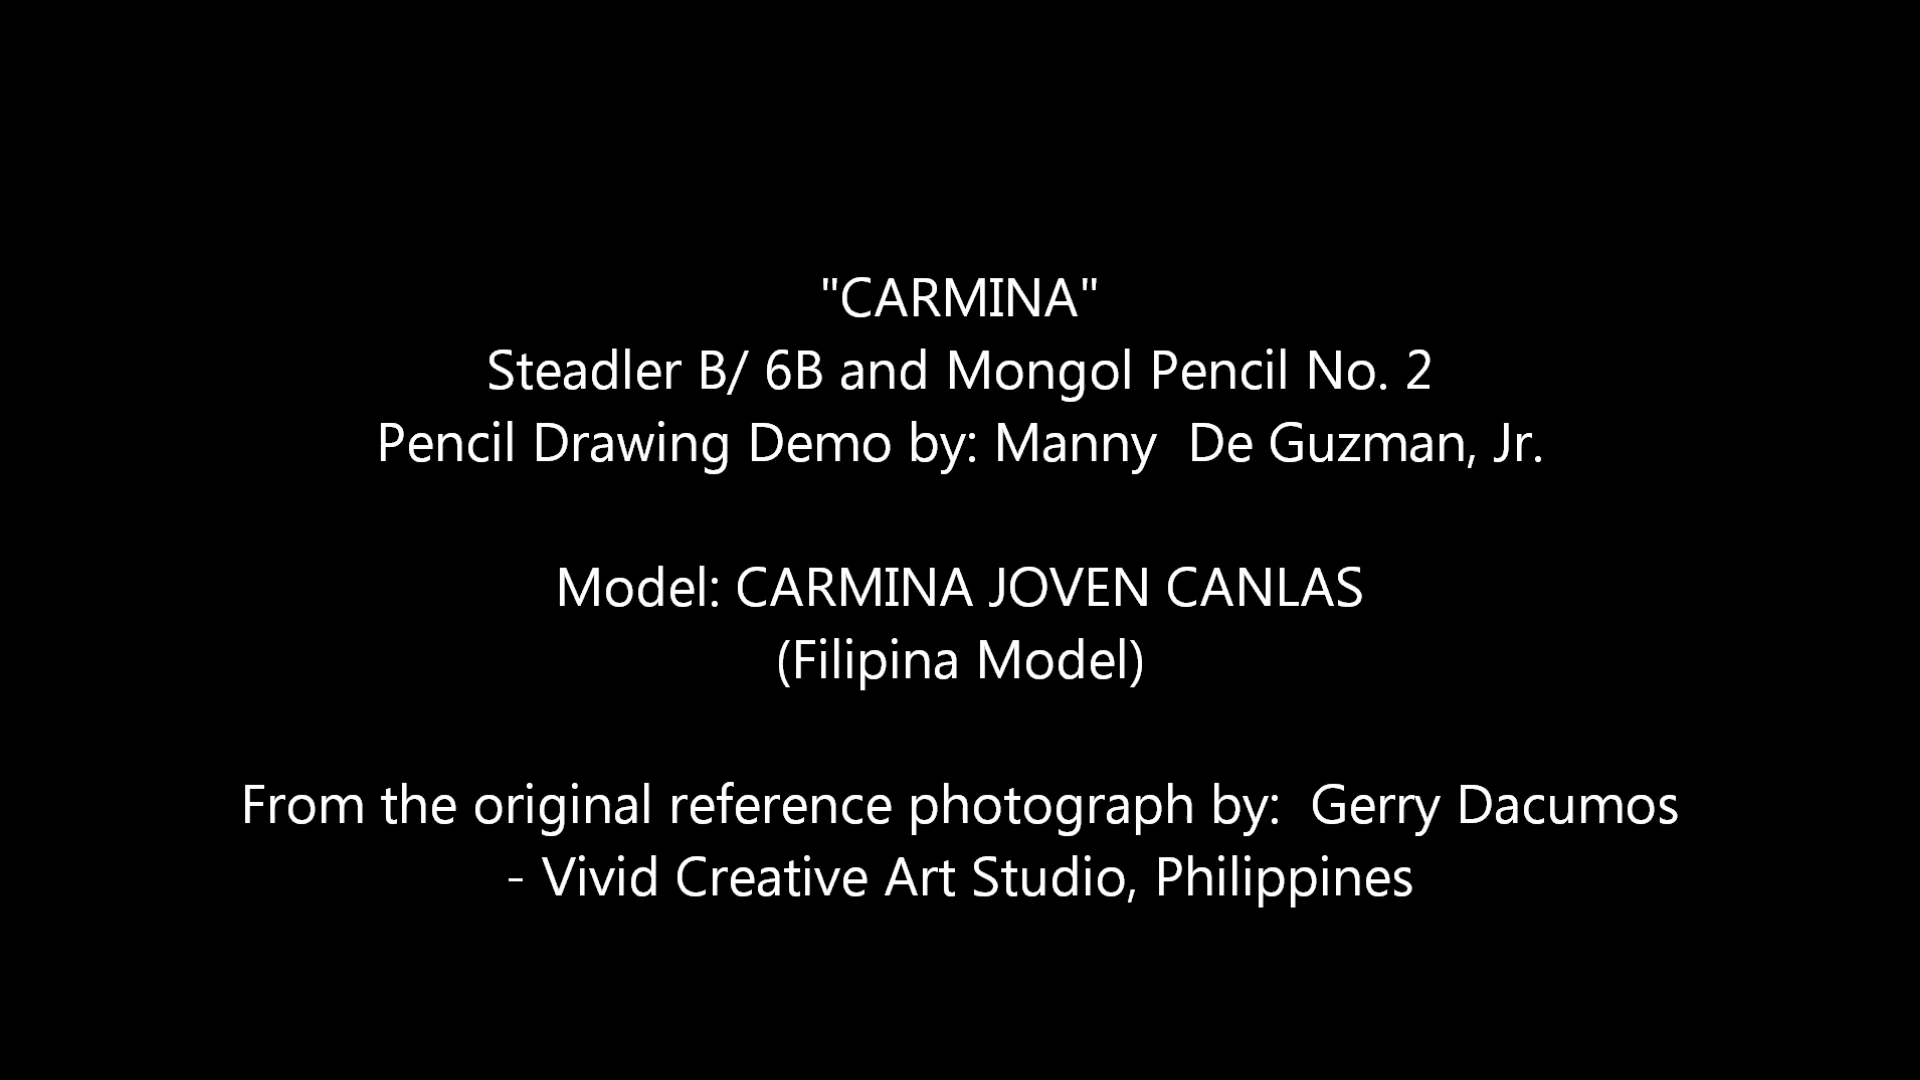 "CARMINA"
Steadler B/ 6B and Mongol Pencil No. 2
Pencil Drawing Demo by: Manny  De Guzman, Jr.
Model: CARMINA JOVEN CANLAS
(Filipina Model)
From the original reference photograph by:  Gerry Dacumos
- Vivid Creative Art Studio, Philippines